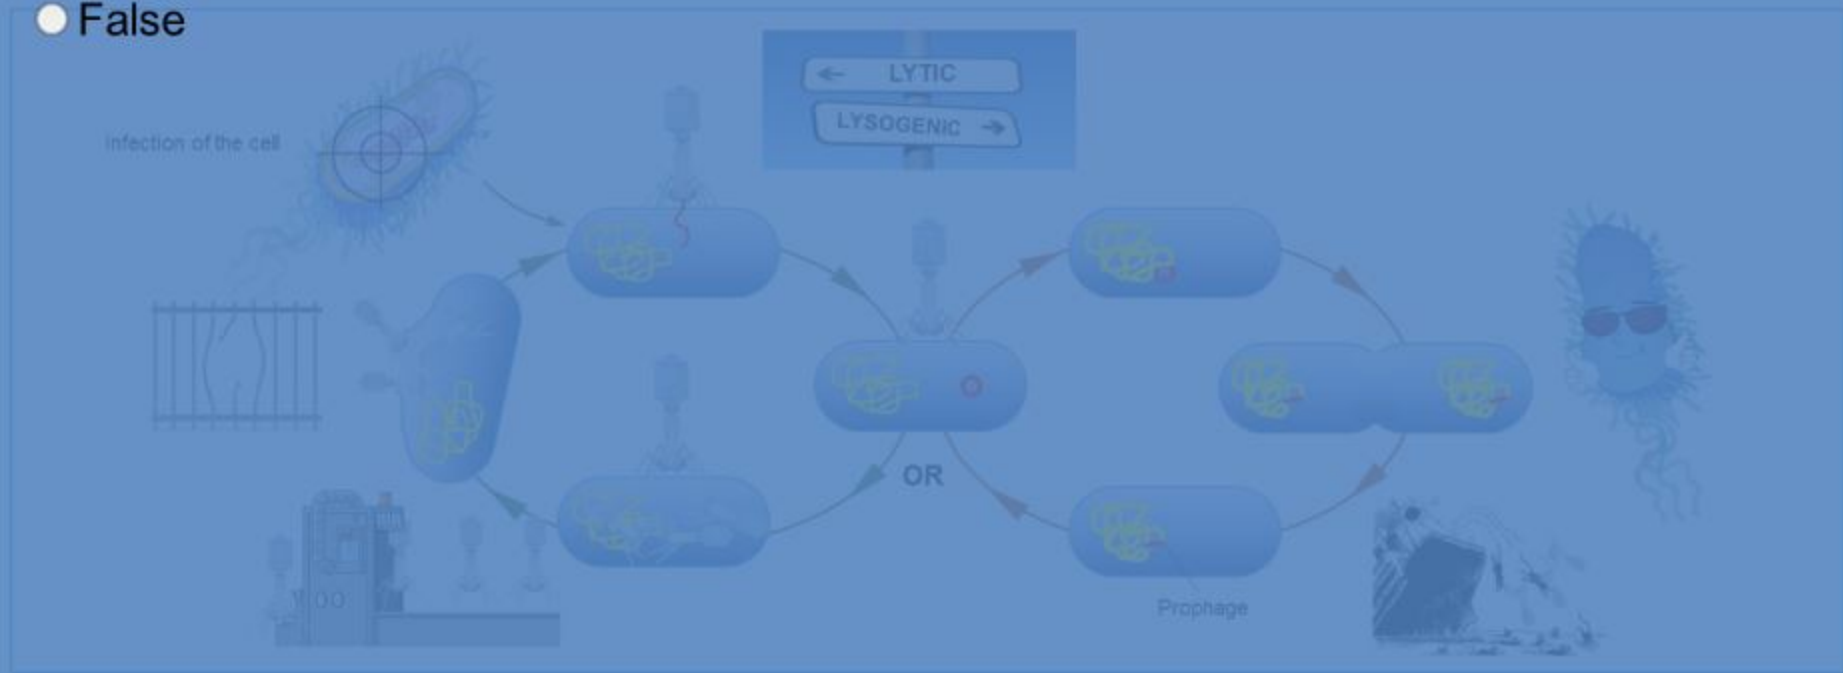 False
← LYTIC
LYSOGENIC →
Infection of the cell
OR
Prophage